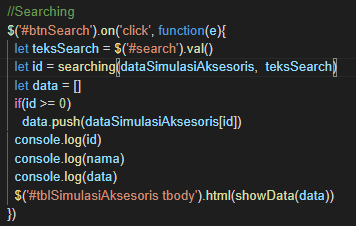 //Searching
$('#btnSearch').on('click', function(e){
let teksSearch = $('#search').val()
let id = searching(dataSimulasiAksesoris, teksSearch)
let data = []
if(id >= 0)
data.push(dataSimulasiAksesoris[id])
console.log(id)
console.log(nama)
console.log(data)
$('#tblSimulasiAksesoris tbody').html(showData(data))
})